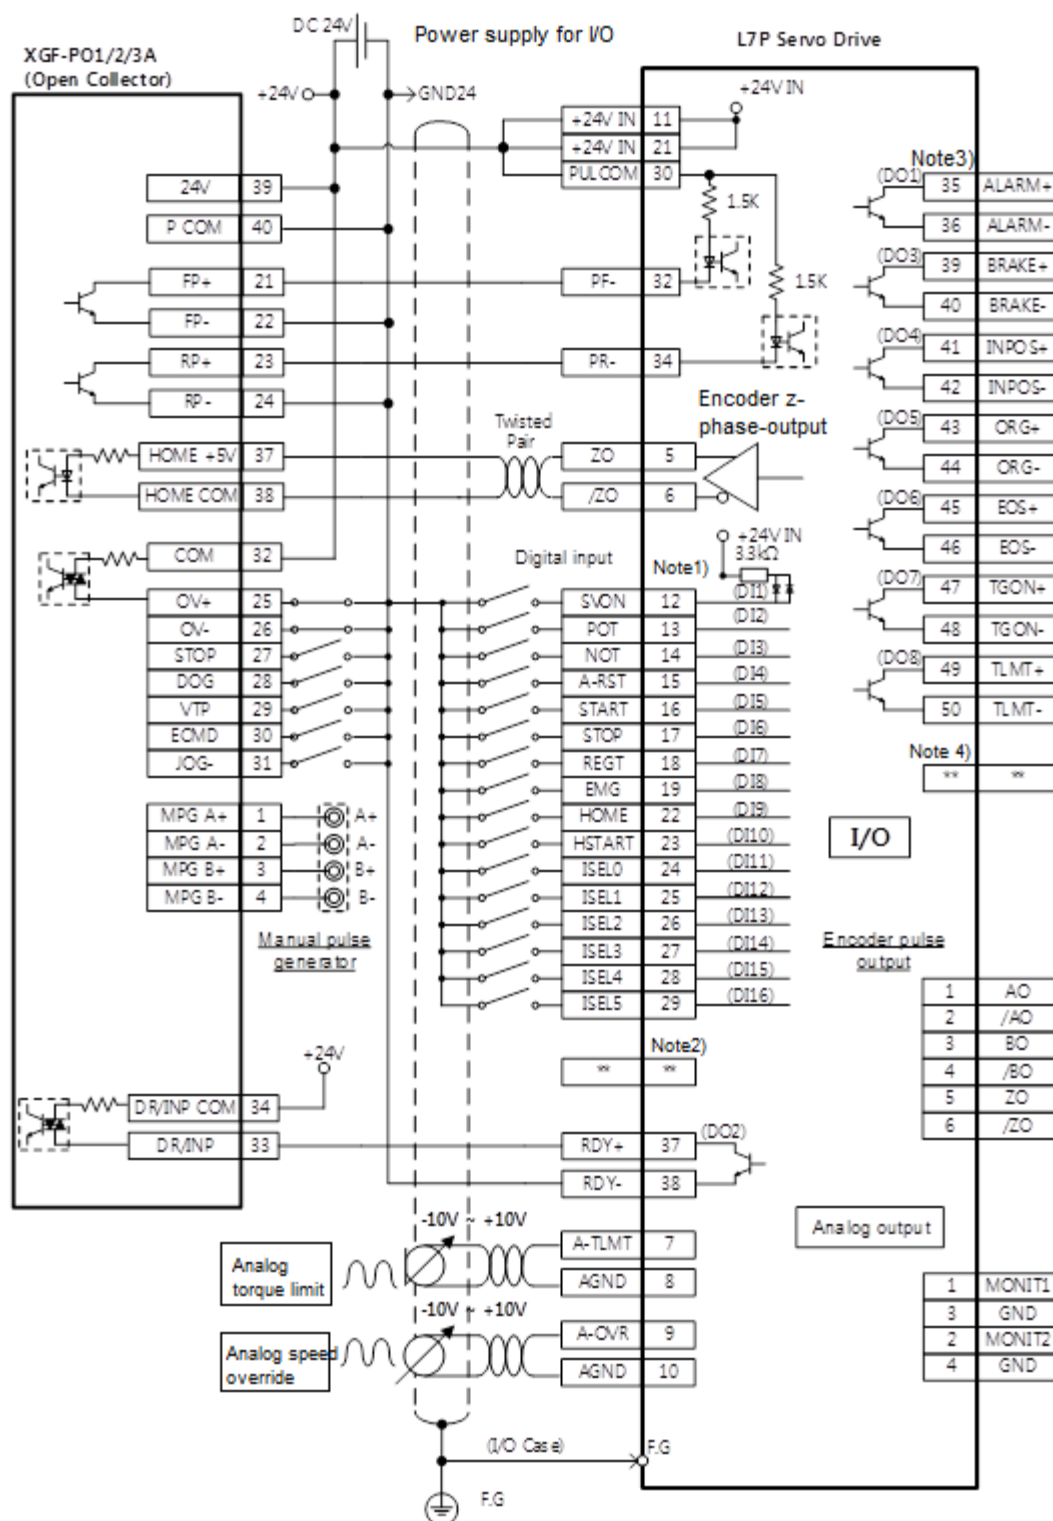 DC 24V
Power supply for I/O
L7P Servo Drive
XGF-PO1/2/3A
(Open Collector)
+24V
GND24
+24V IN
+24V IN 11
+24V IN 21
PULCOM 30
1.5K
1.5K
Note3)
24V 39
P COM 40
FP+ 21
FP- 22
RP+ 23
RP- 24
HOME +5V 37
HOME COM 38
COM 32
OV+ 25
OV- 26
STOP 27
DOG 28
VTP 29
ECMD 30
JOG- 31
MPG A+ 1 A+
MPG A- 2 A-
MPG B+ 3 B+
MPG B- 4 B-
Manual pulse
generator
+24V
DR/INP COM 34
DR/INP 33
PF- 32
PR- 34
Twisted
Pair
Encoder z-
phase-output
ZO 5
/ZO 6
+24V IN
3.3kΩ
Digital input
Note1)
SVON 12 (DI1)
POT 13 (DI2)
NOT 14 (DI3)
A-RST 15 (DI4)
START 16 (DI5)
STOP 17 (DI6)
REGT 18 (DI7)
EMG 19 (DI8)
HOME 22 (DI9)
HSTART 23 (DI10)
ISEL0 24 (DI11)
ISEL1 25 (DI12)
ISEL2 26 (DI13)
ISEL3 27 (DI14)
ISEL4 28 (DI15)
ISEL5 29 (DI16)
Note2)
** **
RDY+ 37 (DO2)
RDY- 38
-10V ~ +10V
Analog
torque limit
A-TLMT 7
AGND 8
-10V ~ +10V
Analog speed
override
A-OVR 9
AGND 10
(I/O Case)
F.G
F.G
(DO1) 35 ALARM+
36 ALARM-
(DO3) 39 BRAKE+
40 BRAKE-
(DO4) 41 INPOS+
42 INPOS-
(DO5) 43 ORG+
44 ORG-
(DO6) 45 EOS+
46 EOS-
(DO7) 47 TGON+
48 TGON-
(DO8) 49 TLMT+
50 TLMT-
Note 4)
** **
I/O
Encoder pulse
output
1 AO
2 /AO
3 BO
4 /BO
5 ZO
6 /ZO
Analog output
1 MONIT1
3 GND
2 MONIT2
4 GND